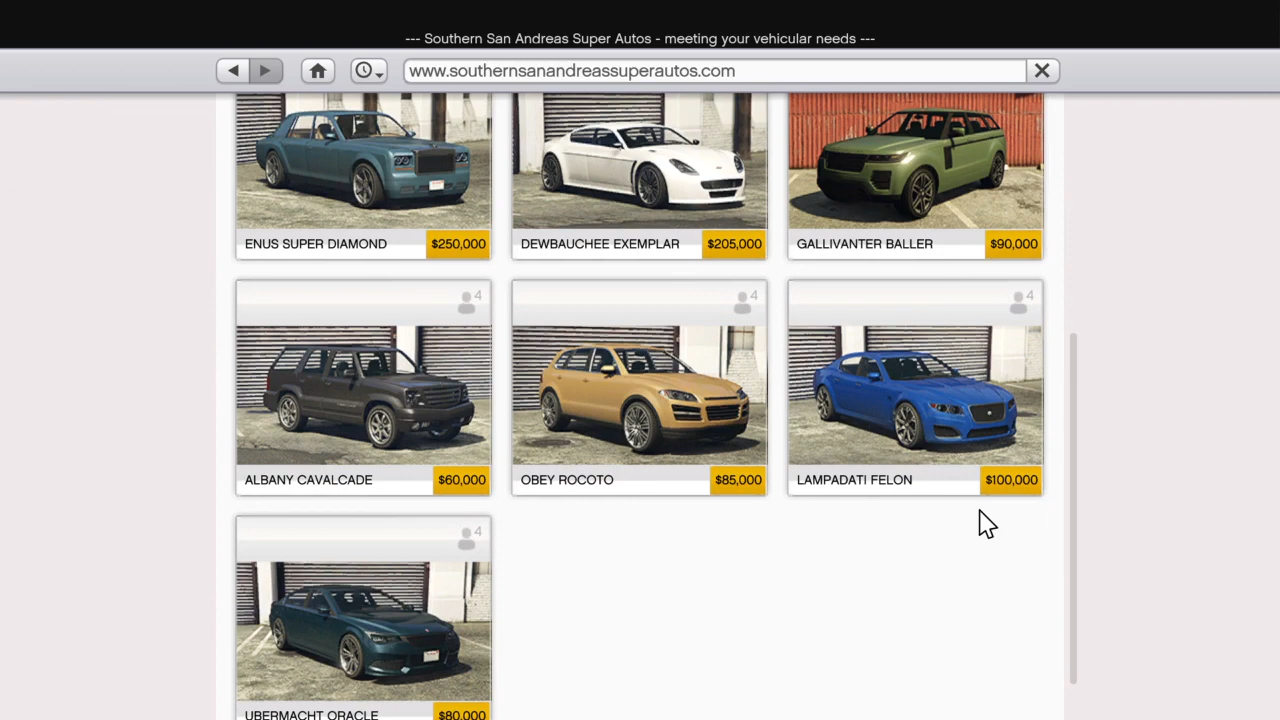 --- Southern San Andreas Super Autos - meeting your vehicular needs ---
www.southernsanandreassuperautos.com
ENUS SUPER DIAMOND $250,000
DEWBAUCHEE EXEMPLAR $205,000
GALLIVANTER BALLER $90,000
4
4
4
ALBANY CAVALCADE $60,000
OBEY ROCOTO $85,000
LAMPADATI FELON $100,000
4
UBERMACHT ORACLE $80,000